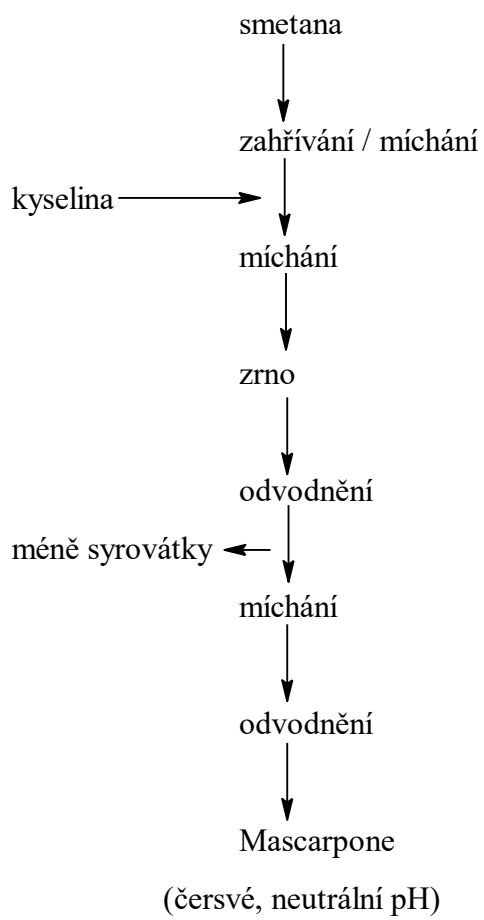 smetana
zahřívání / míchání
kyselina
míchání
zrno
odvodnění
méně syrovátky
míchání
odvodnění
Mascarpone
(čersvé, neutrální pH)